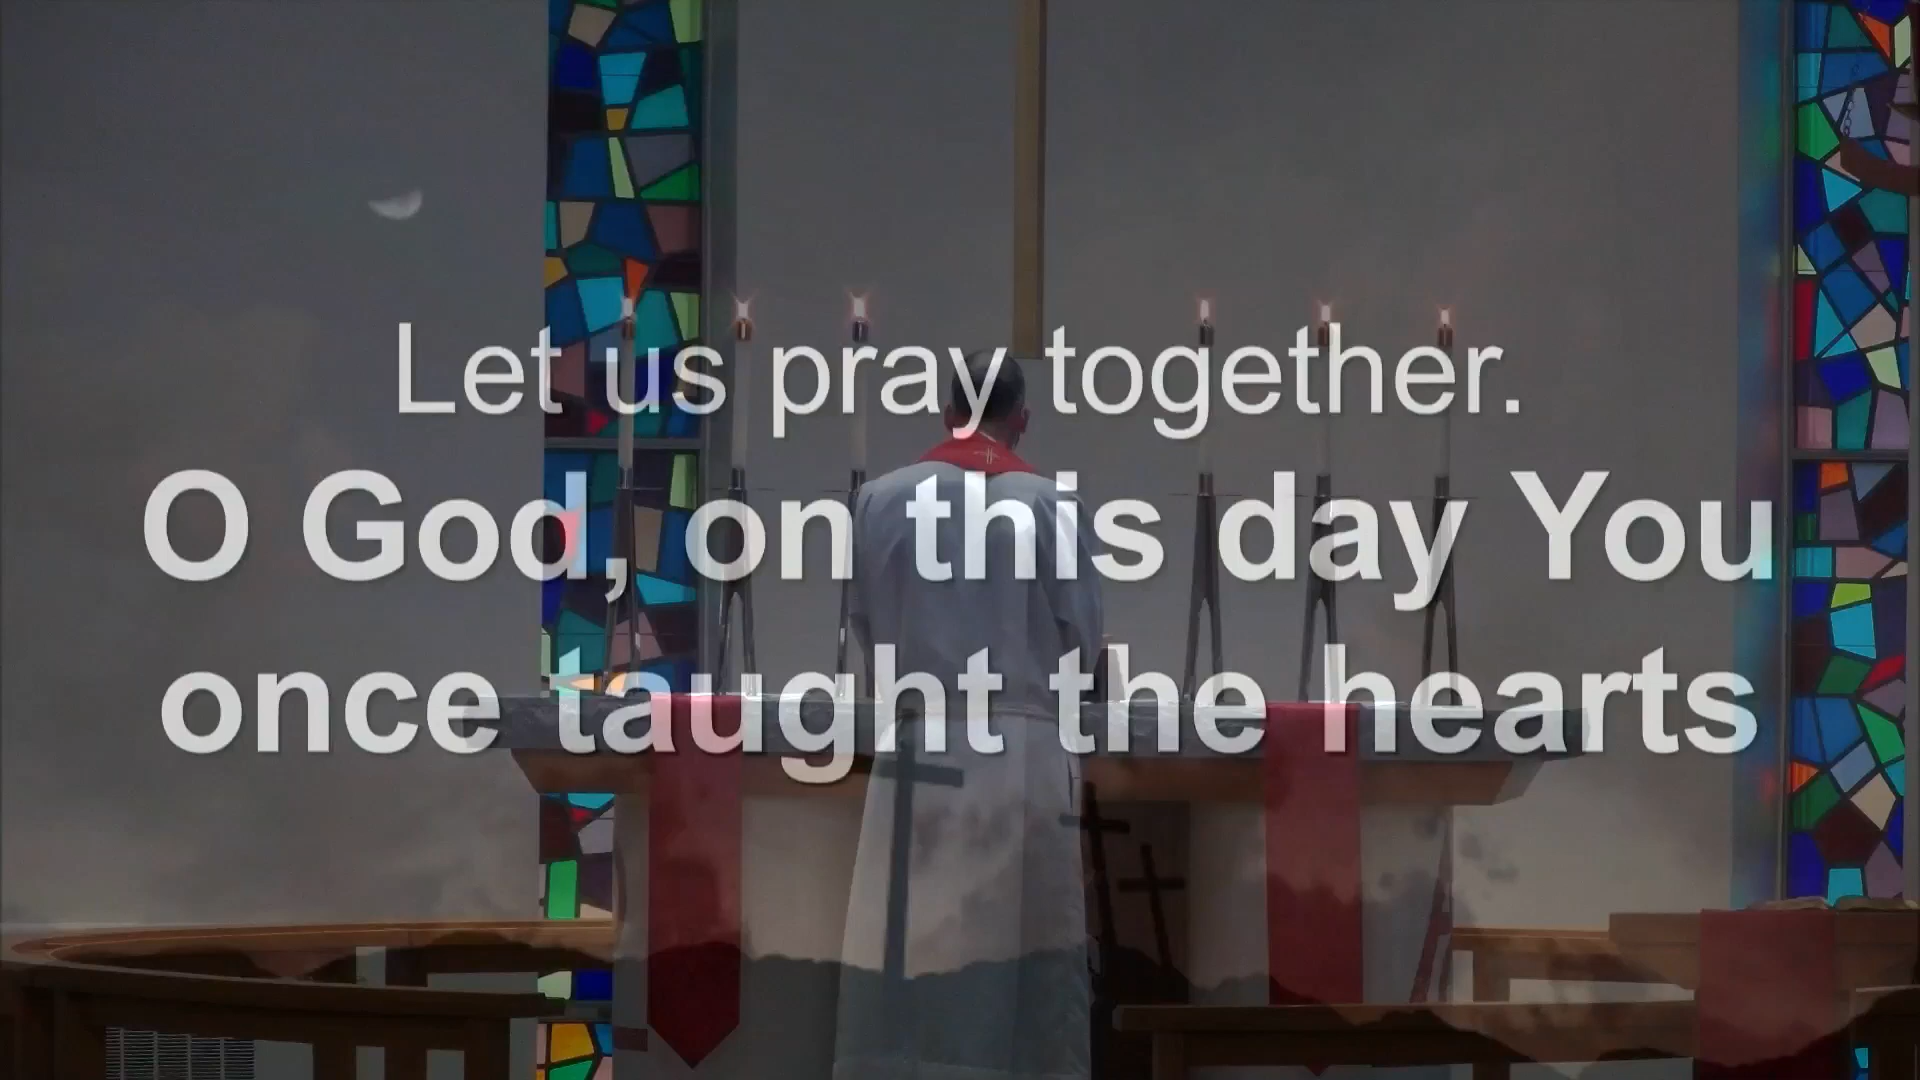 Let us pray together.
O God, on this day You
once taught the hearts